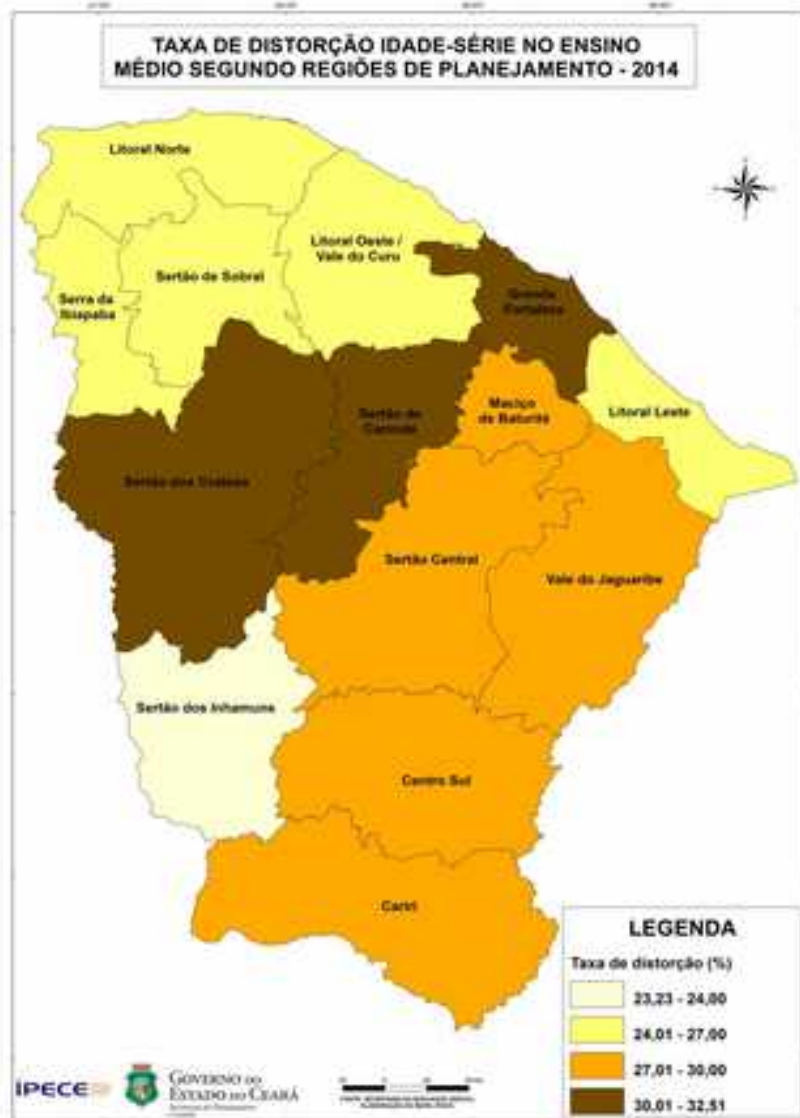 TAXA DE DISTORÇÃO IDADE-SÉRIE NO ENSINO
MÉDIO SEGUNDO REGIÕES DE PLANEJAMENTO - 2014
Litoral Norte
Litoral Oeste /
Vale do Curu
Sertão de Sobral
Serra da
Ibiapaba
Grande
Fortaleza
Maciço
de Baturité
Litoral Leste
Sertão de
Canindé
Sertão dos Crateús
Sertão Central
Vale do Jaguaribe
Sertão dos Inhamuns
Centro Sul
Cariri
LEGENDA
Taxa de distorção (%)
23,23 - 24,00
24,01 - 27,00
27,01 - 30,00
30,01 - 32,51
IPECE
GOVERNO DO
ESTADO DO CEARÁ